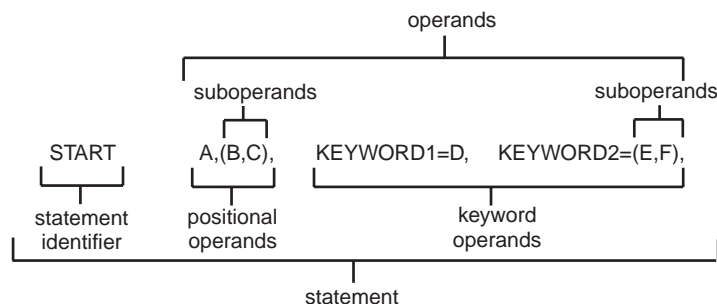 operands
suboperands suboperands
START A,(B,C), KEYWORD1=D, KEYWORD2=(E,F),
statement identifier
positional operands
keyword operands
statement